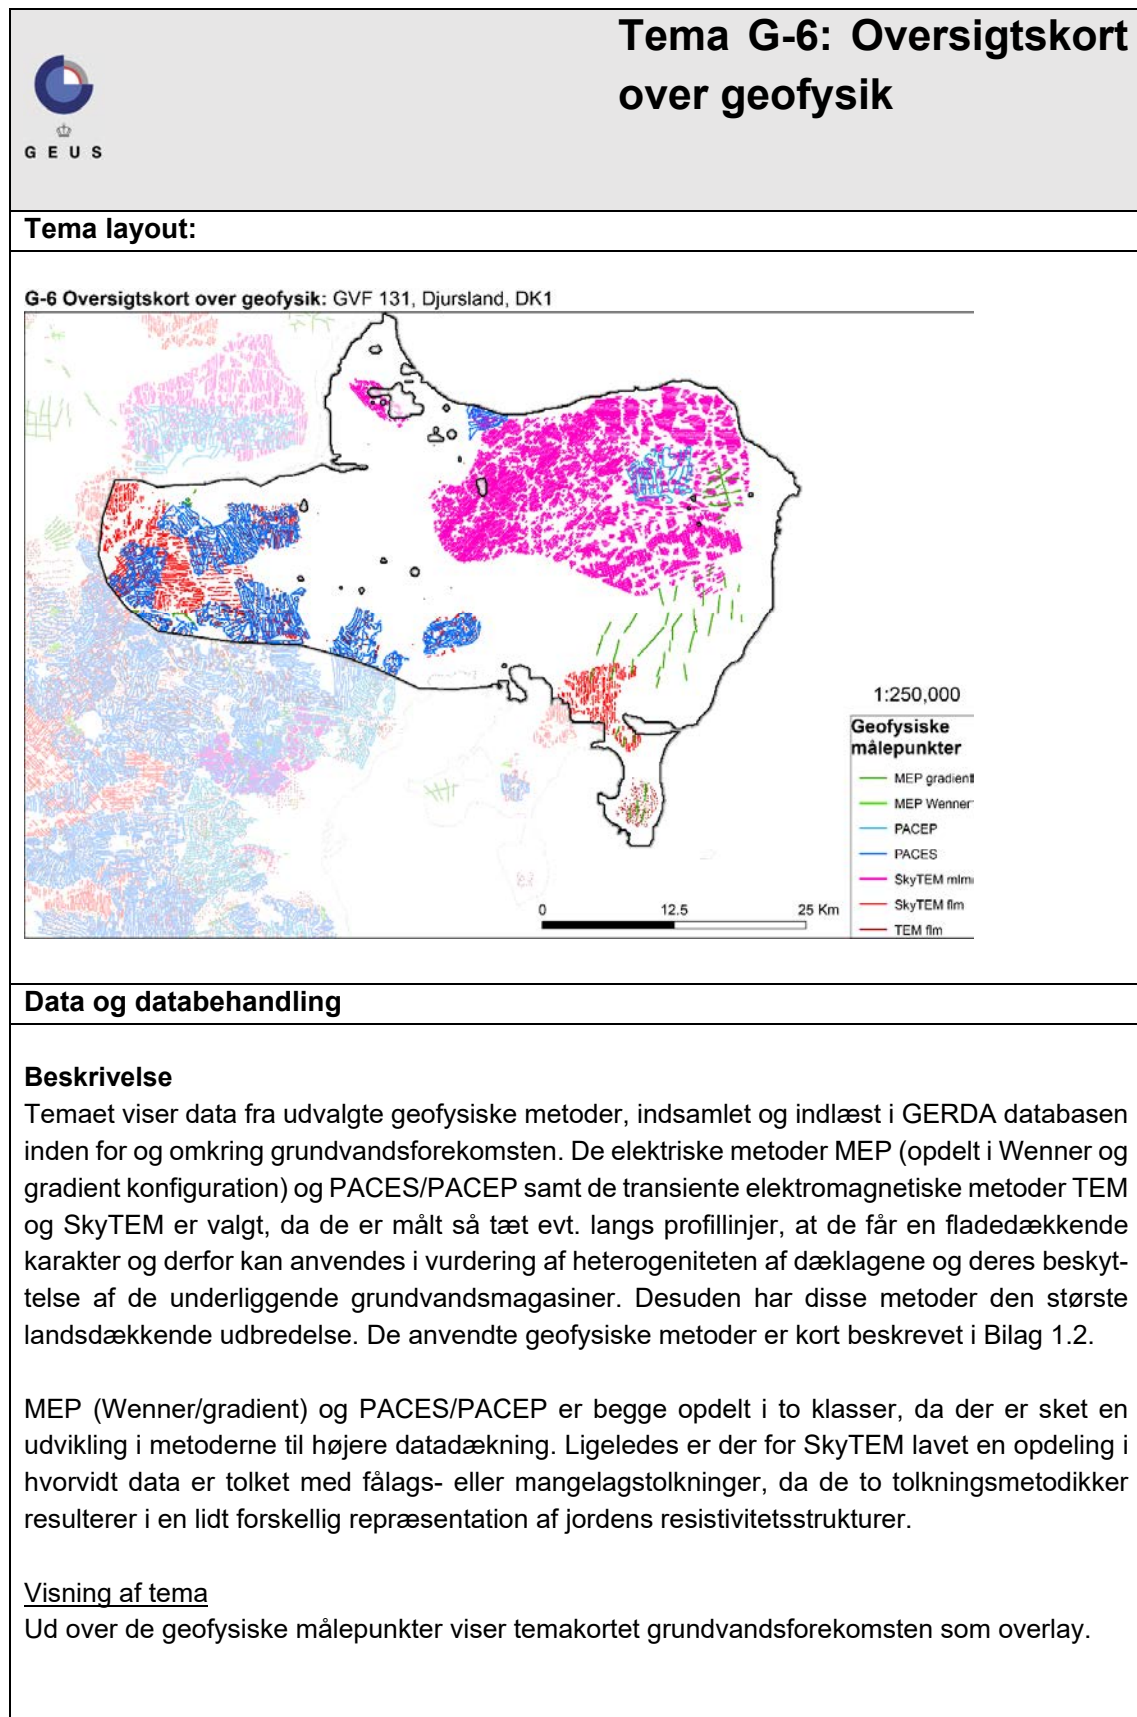 Tema G-6: Oversigtskort
over geofysik
G E U S
Tema layout:
G-6 Oversigtskort over geofysik: GVF 131, Djursland, DK1
1:250,000
Geofysiske
målepunkter
MEP gradient
MEP Wenner
PACEP
PACES
SkyTEM mlm
SkyTEM flm
TEM flm
0 12.5 25 Km
Data og databehandling
Beskrivelse
Temaet viser data fra udvalgte geofysiske metoder, indsamlet og indlæst i GERDA databasen
inden for og omkring grundvandsforekomsten. De elektriske metoder MEP (opdelt i Wenner og
gradient konfiguration) og PACES/PACEP samt de transiente elektromagnetiske metoder TEM
og SkyTEM er valgt, da de er målt så tæt evt. langs profillinjer, at de får en fladedækkende
karakter og derfor kan anvendes i vurdering af heterogeniteten af dæklagene og deres beskyt-
telse af de underliggende grundvandsmagasiner. Desuden har disse metoder den største
landsdækkende udbredelse. De anvendte geofysiske metoder er kort beskrevet i Bilag 1.2.
MEP (Wenner/gradient) og PACES/PACEP er begge opdelt i to klasser, da der er sket en
udvikling i metoderne til højere datadækning. Ligeledes er der for SkyTEM lavet en opdeling i
hvorvidt data er tolket med fålags- eller mangelagstolkninger, da de to tolkningsmetodikker
resulterer i en lidt forskellig repræsentation af jordens resistivitetsstrukturer.
Visning af tema
Ud over de geofysiske målepunkter viser temakortet grundvandsforekomsten som overlay.